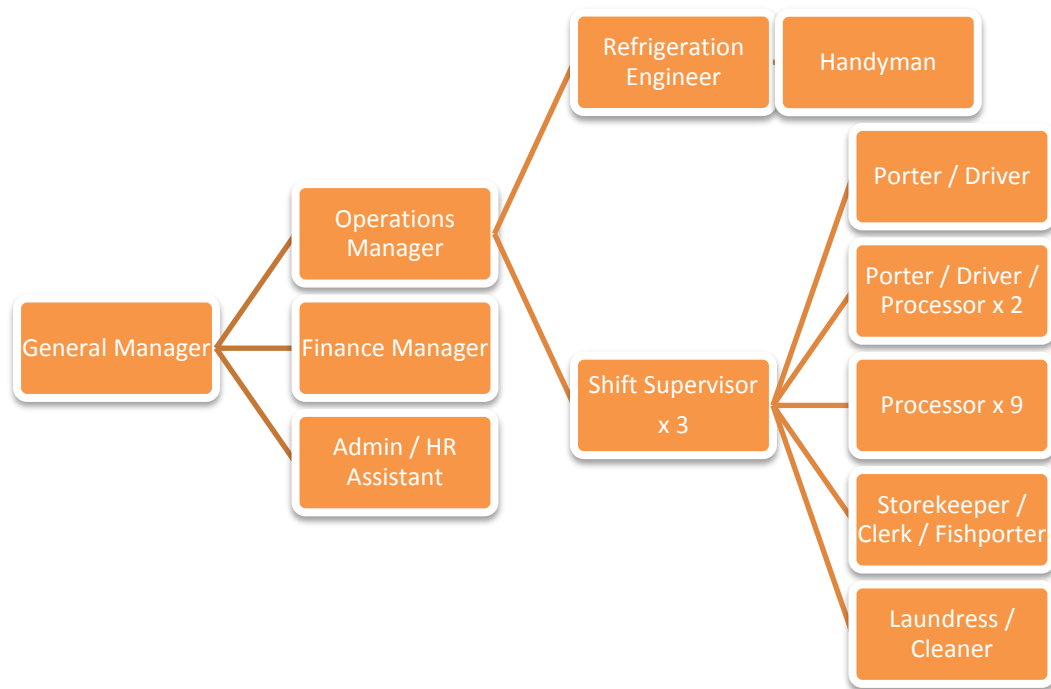 Refrigeration
Engineer
Handyman
Porter / Driver
Operations
Manager
Porter / Driver /
Processor x 2
General Manager
Finance Manager
Shift Supervisor
x 3
Processor x 9
Admin / HR
Assistant
Storekeeper /
Clerk / Fishporter
Laundress /
Cleaner